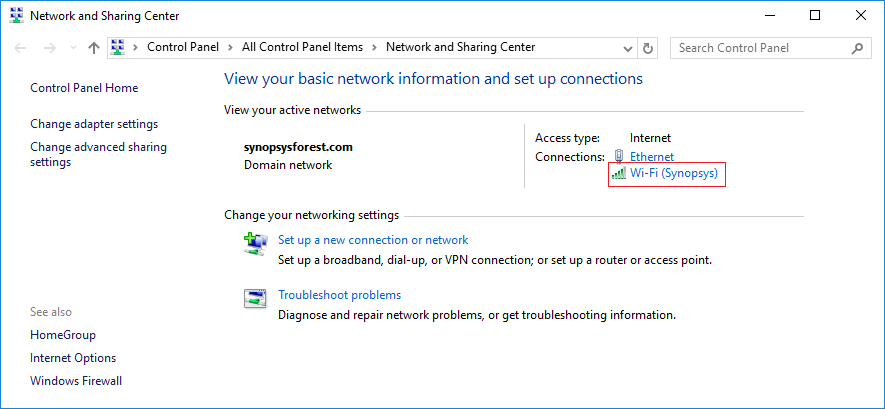 Network and Sharing Center
Control Panel > All Control Panel Items > Network and Sharing Center
Search Control Panel
Control Panel Home
Change adapter settings
Change advanced sharing
settings
View your basic network information and set up connections
View your active networks
synopsysforest.com
Domain network
Access type: Internet
Connections: Ethernet
Wi-Fi (Synopsys)
Change your networking settings
Set up a new connection or network
Set up a broadband, dial-up, or VPN connection; or set up a router or access point.
Troubleshoot problems
Diagnose and repair network problems, or get troubleshooting information.
See also
HomeGroup
Internet Options
Windows Firewall